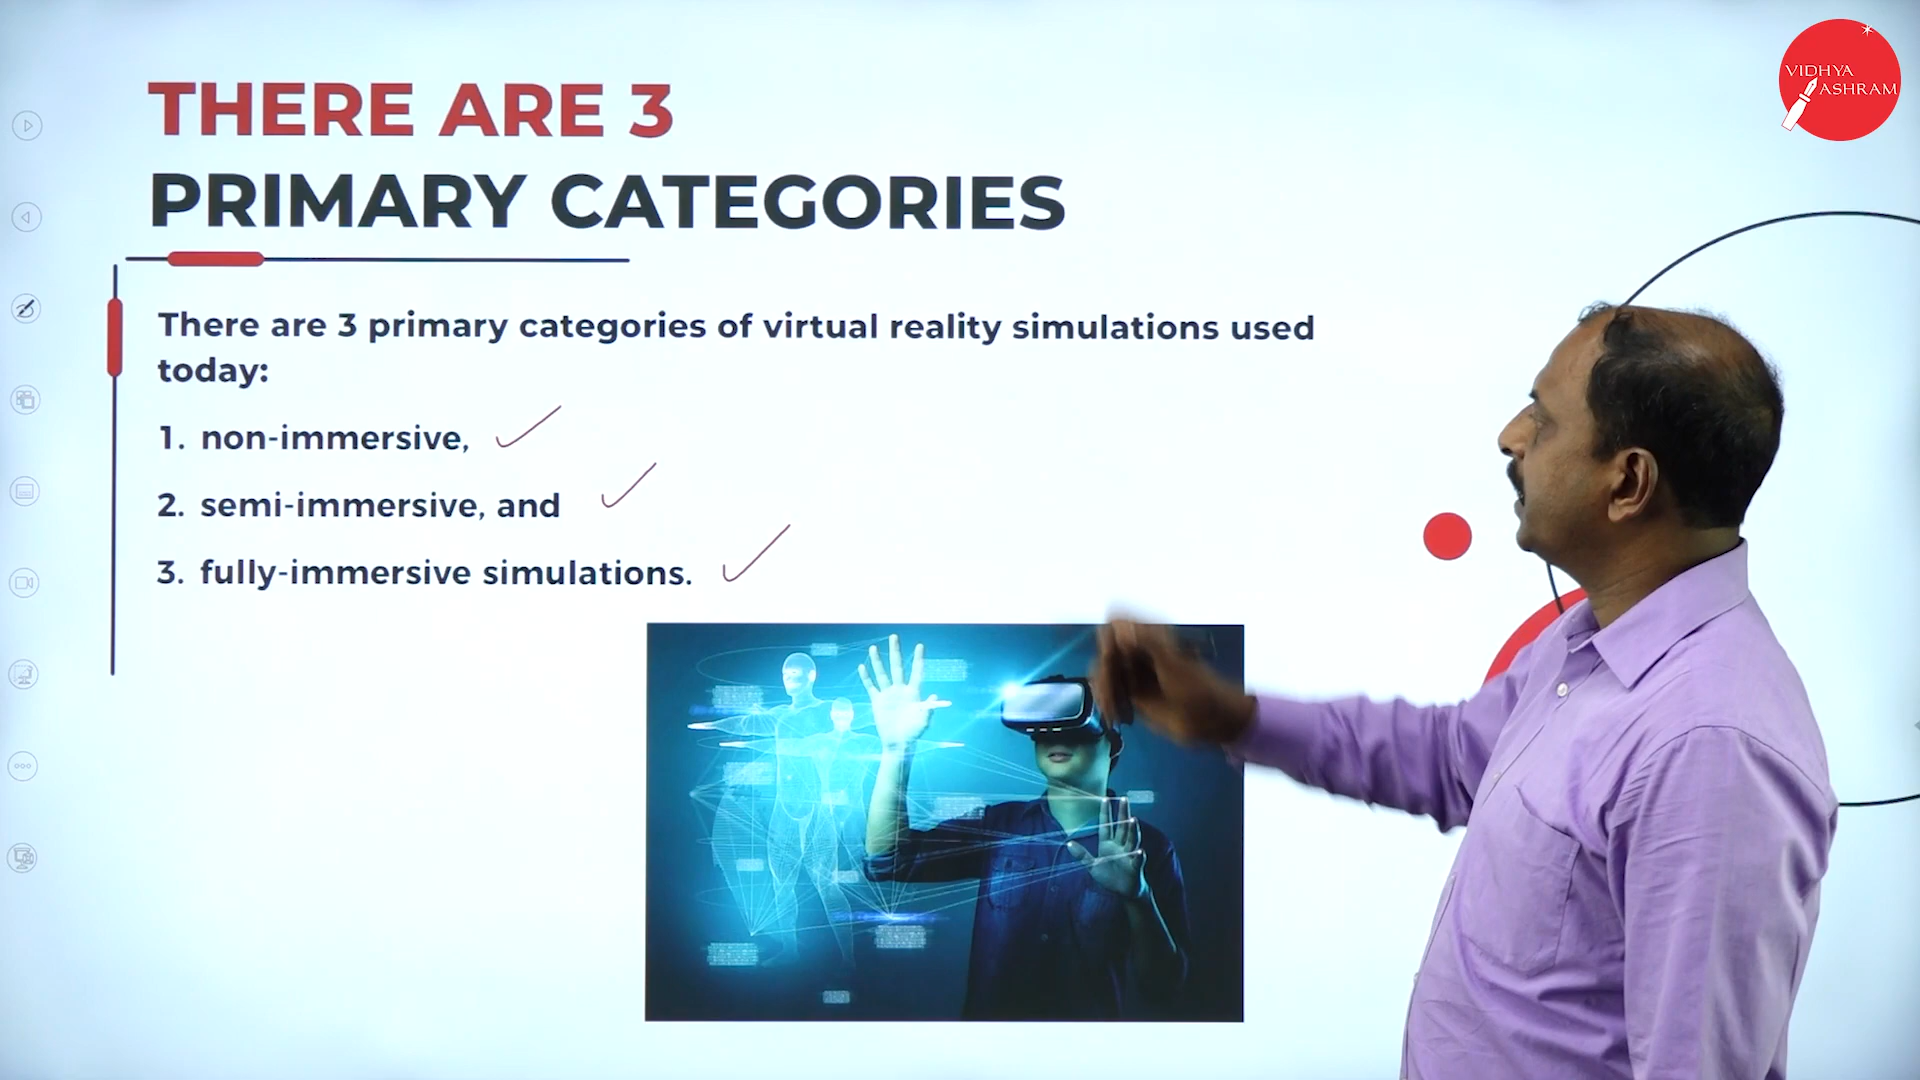 THERE ARE 3
PRIMARY CATEGORIES
There are 3 primary categories of virtual reality simulations used
today:
1. non-immersive,
2. semi-immersive, and
3. fully-immersive simulations.
VIDHYA
ASHRAM